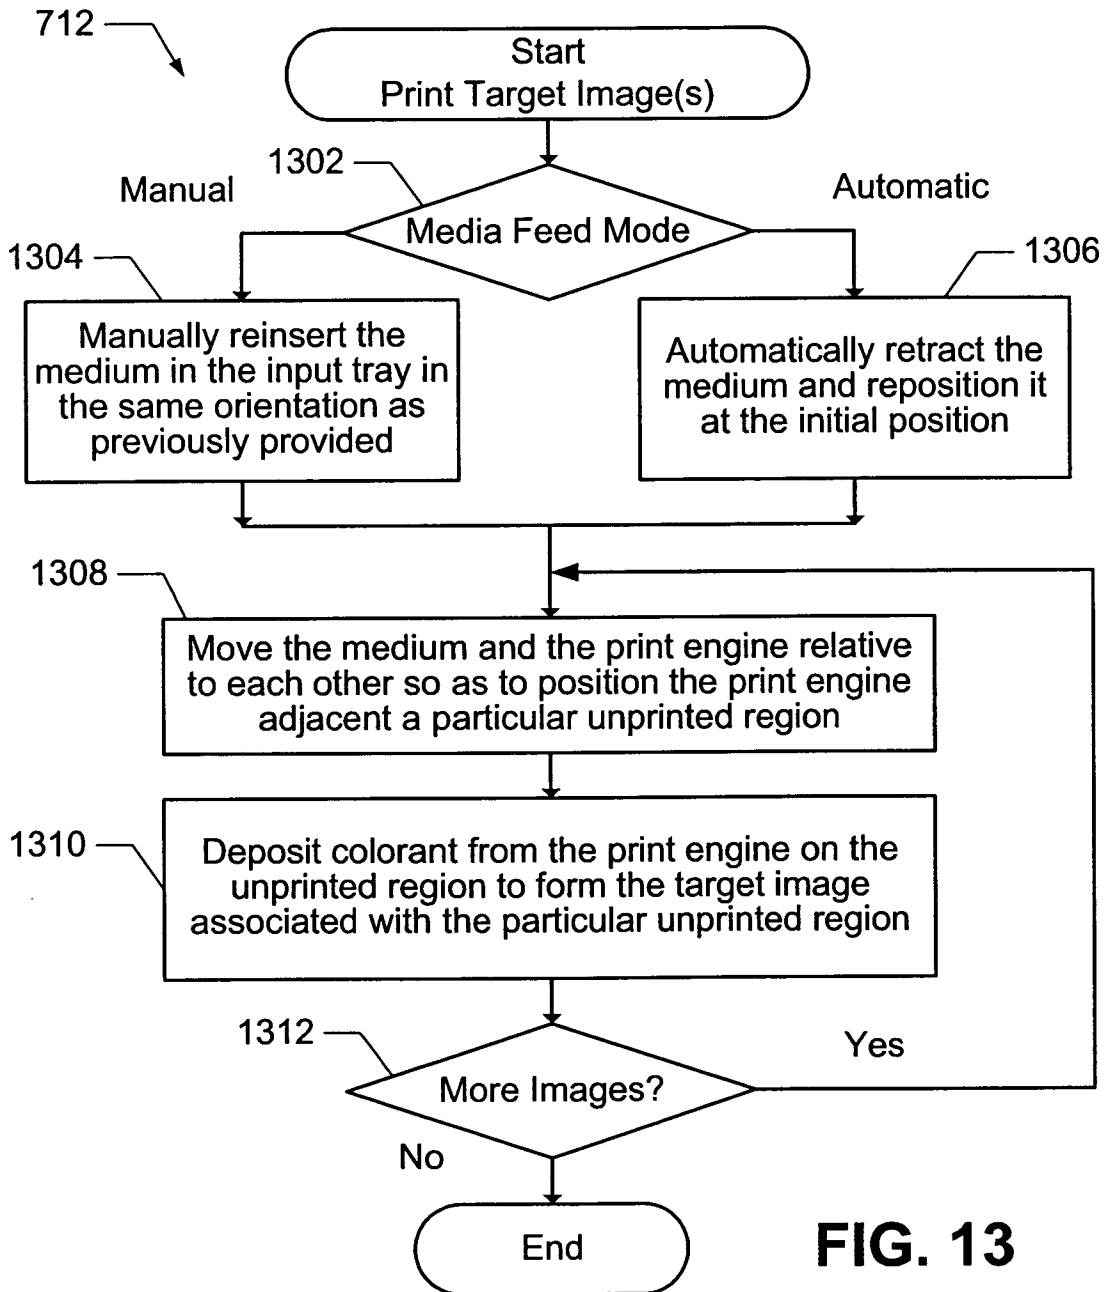 712
Start
Print Target Image(s)
1302
Manual
Automatic
Media Feed Mode
1304
1306
Manually reinsert the
medium in the input tray in
the same orientation as
previously provided
Automatically retract the
medium and reposition it
at the initial position
1308
Move the medium and the print engine relative
to each other so as to position the print engine
adjacent a particular unprinted region
1310
Deposit colorant from the print engine on the
unprinted region to form the target image
associated with the particular unprinted region
1312
Yes
More Images?
No
End
FIG. 13